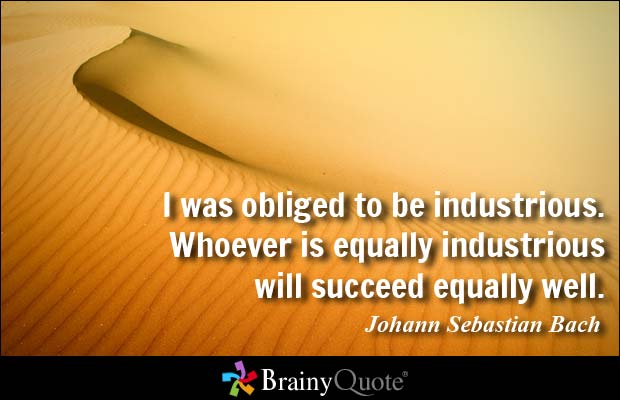 I was obliged to be industrious.
Whoever is equally industrious
will succeed equally well.
Johann Sebastian Bach
BrainyQuote®